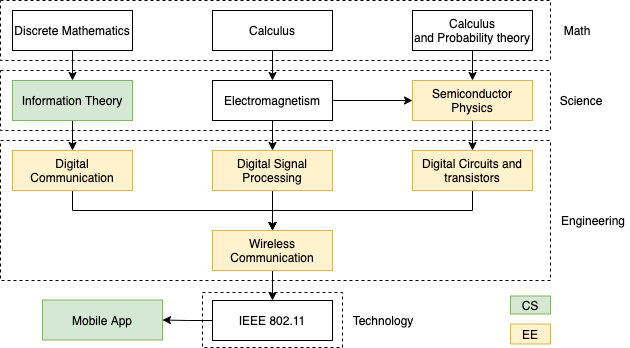 Discrete Mathematics
Calculus
Calculus
and Probability theory
Math
Information Theory
Electromagnetism
Semiconductor
Physics
Science
Digital
Communication
Digital Signal
Processing
Digital Circuits and
transistors
Engineering
Wireless
Communication
Mobile App
IEEE 802.11
Technology
CS
EE